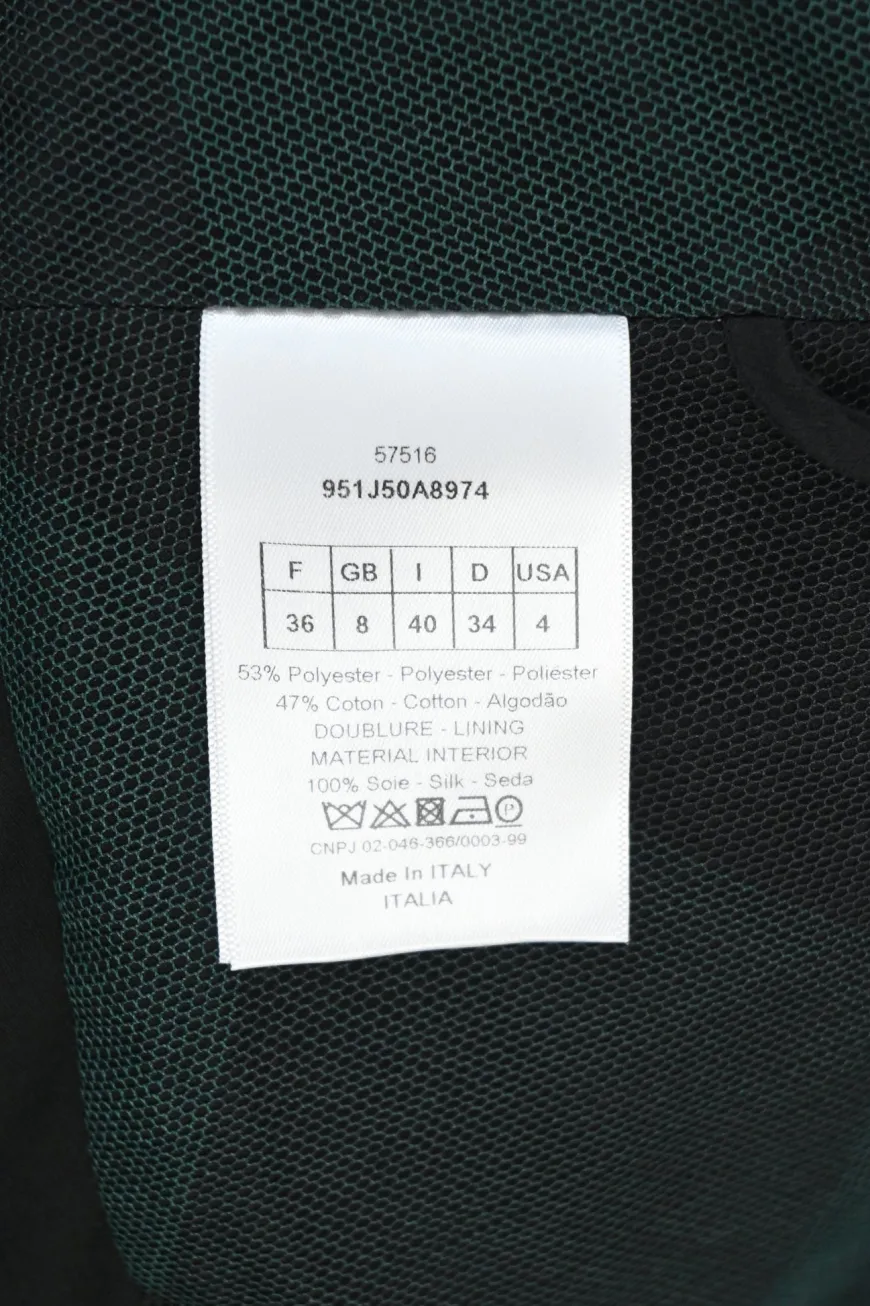 57516
951J50A8974
F GB I D USA
36 8 40 34 4
53% Polyester - Polyester - Poliester
47% Coton - Cotton - Algodão
DOUBLURE - LINING
MATERIAL INTERIOR
100% Soie - Silk - Seda
P
CNPJ 02-046-366/0003-99
Made In ITALY
ITALIA